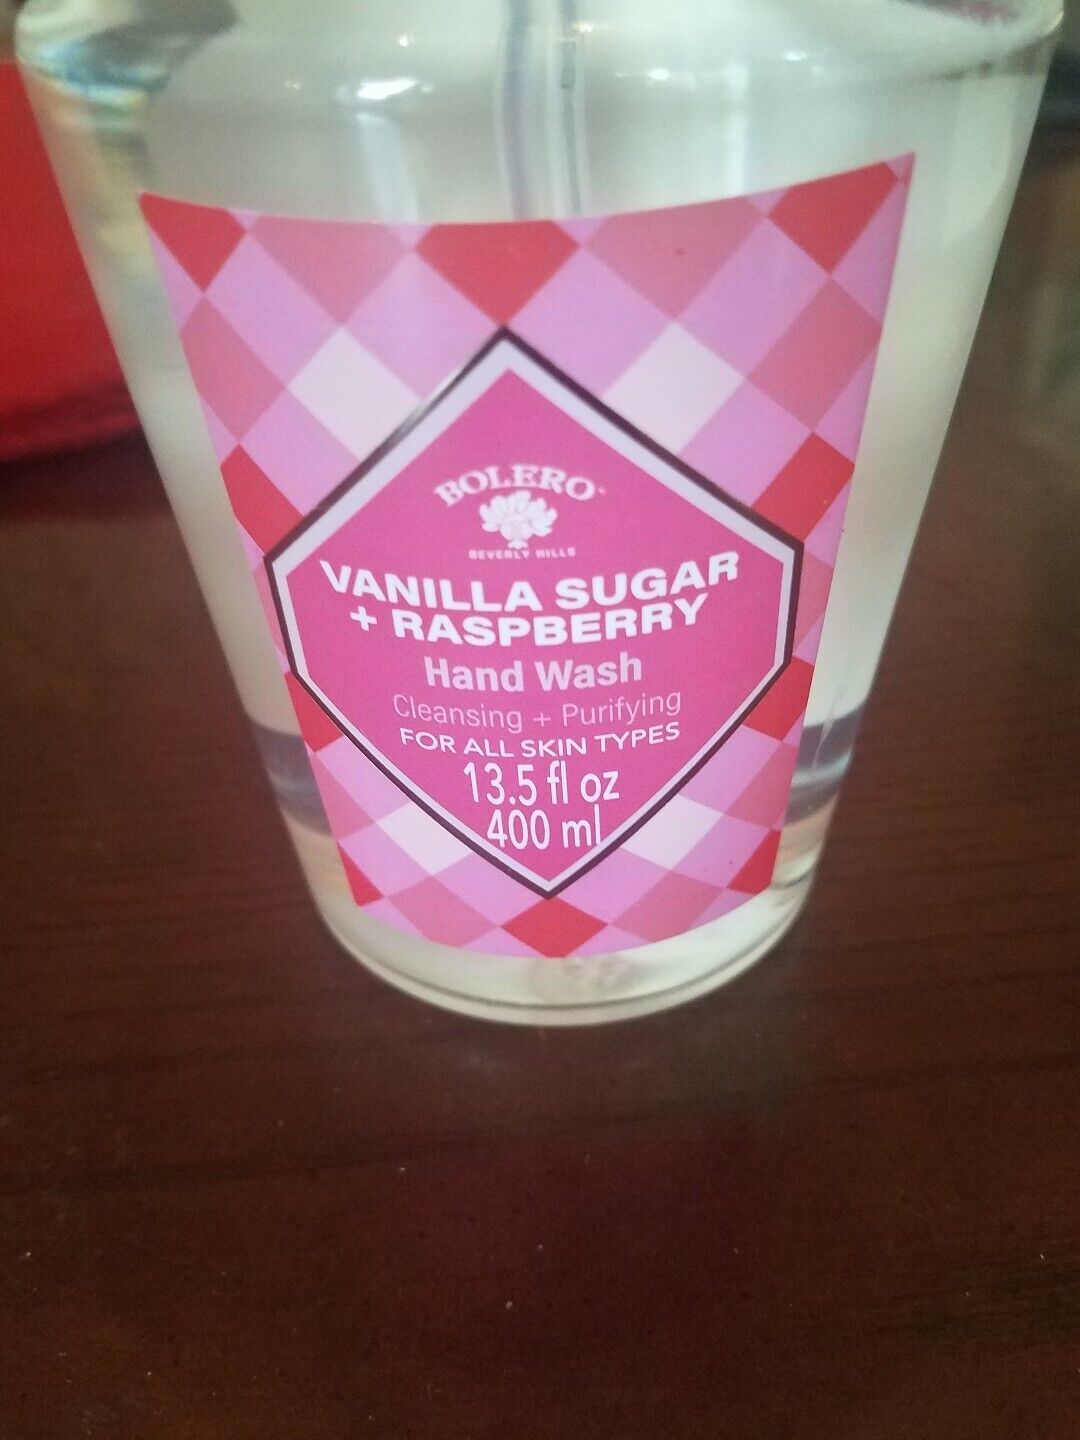 BOLERO
BEVERLY HILLS
VANILLA SUGAR
+ RASPBERRY
Hand Wash
Cleansing + Purifying
FOR ALL SKIN TYPES
13.5 fl oz
400 ml